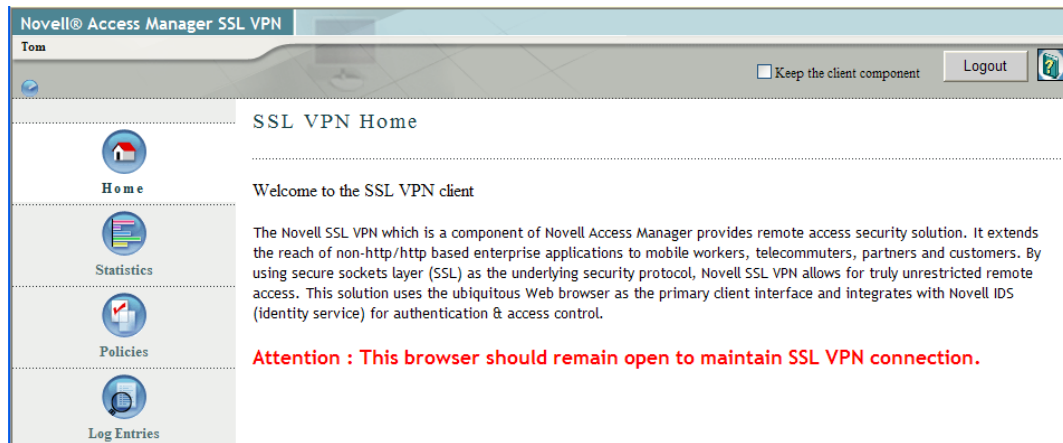 Novell® Access Manager SSL VPN
Tom
Keep the client component
Logout
?
SSL VPN Home
Home
Welcome to the SSL VPN client
The Novell SSL VPN which is a component of Novell Access Manager provides remote access security solution. It extends
the reach of non-http/http based enterprise applications to mobile workers, telecommuters, partners and customers. By
using secure sockets layer (SSL) as the underlying security protocol, Novell SSL VPN allows for truly unrestricted remote
access. This solution uses the ubiquitous Web browser as the primary client interface and integrates with Novell IDS
(identity service) for authentication & access control.
Attention : This browser should remain open to maintain SSL VPN connection.
Statistics
Policies
Log Entries